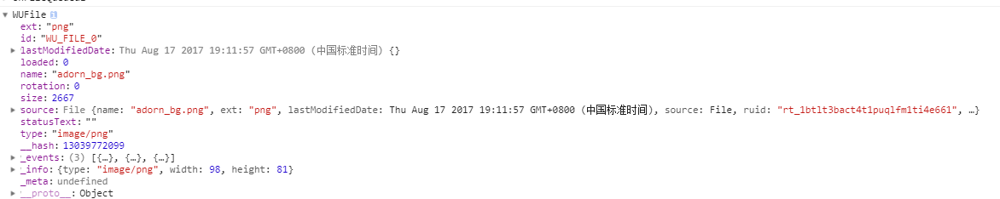 WUFile i
ext: "png"
id: "WU_FILE_0"
lastModifiedDate: Thu Aug 17 2017 19:11:57 GMT+0800 (中国标准时间) {}
loaded: 0
name: "adorn_bg.png"
rotation: 0
size: 2667
source: File {name: "adorn_bg.png", ext: "png", lastModifiedDate: Thu Aug 17 2017 19:11:57 GMT+0800 (中国标准时间), source: File, ruid: "rt_1btlt3bact4t1puqlfm1ti4e661", …}
statusText: ""
type: "image/png"
__hash: 13039772099
_events: (3) [{…}, {…}, {…}]
_info: {type: "image/png", width: 98, height: 81}
_meta: undefined
__proto__: Object